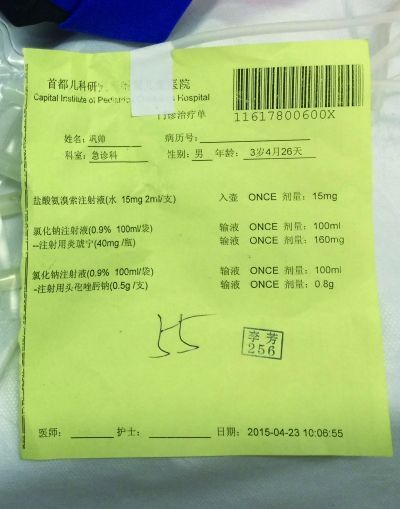 首都儿科研 医院
Capital Institute of Pediatric Hospital
门诊治疗单
11617800600X
姓名: 巩帅 病历号:
科室: 急诊科 性别: 男 年龄: 3岁4月26天
盐酸氨溴索注射液(水 15mg 2ml/支) 入壶 ONCE 剂量: 15mg
氯化钠注射液(0.9% 100ml/袋) 输液 ONCE 剂量: 100ml
--注射用炎琥宁(40mg /瓶) 输液 ONCE 剂量: 160mg
氯化钠注射液(0.9% 100ml/袋) 输液 ONCE 剂量: 100ml
-注射用头孢唑肟钠(0.5g /支) 输液 ONCE 剂量: 0.8g
55
李芳
256
医师: 护士: 日期: 2015-04-23 10:06:55